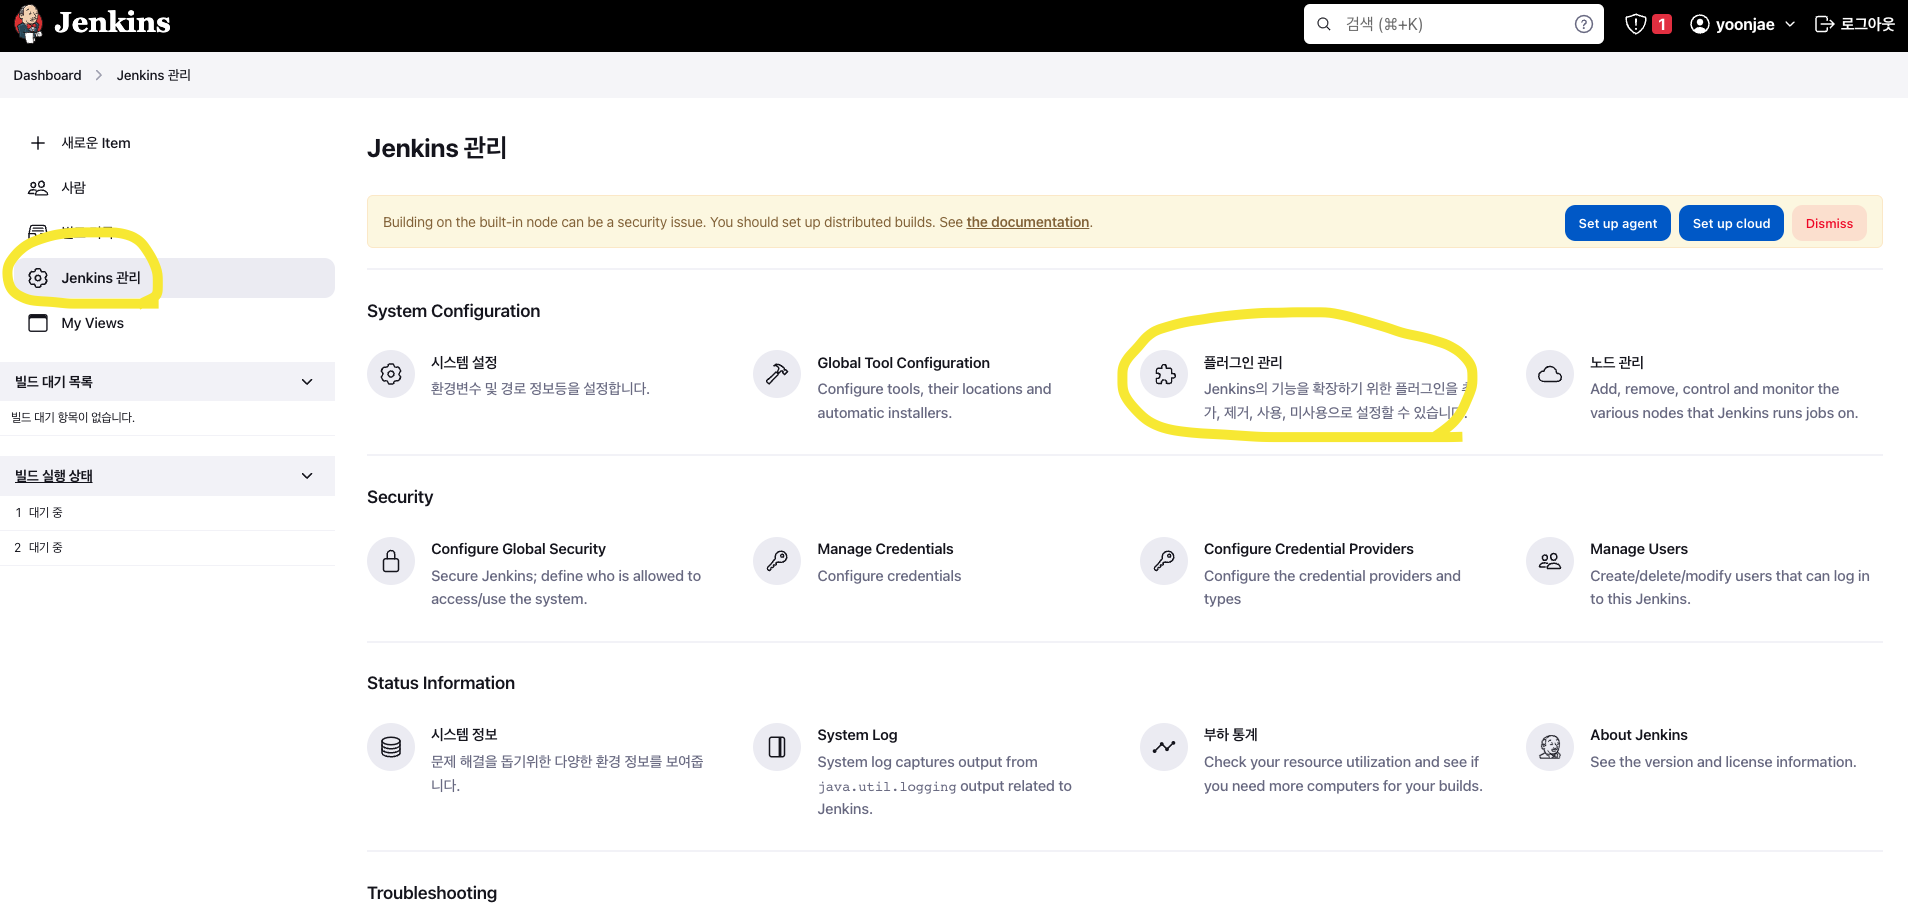 Jenkins
검색 (⌘+K)
1
yoonjae
로그아웃
Dashboard
Jenkins 관리
새로운 Item
사람
Jenkins 관리
My Views
빌드 대기 목록
빌드 대기 항목이 없습니다.
빌드 실행 상태
1 대기 중
2 대기 중
Jenkins 관리
Building on the built-in node can be a security issue. You should set up distributed builds. See the documentation.
Set up agent
Set up cloud
Dismiss
System Configuration
시스템 설정
환경변수 및 경로 정보등을 설정합니다.
Global Tool Configuration
Configure tools, their locations and
automatic installers.
플러그인 관리
Jenkins의 기능을 확장하기 위한 플러그인을
가, 제거, 사용, 미사용으로 설정할 수 있습니다.
노드 관리
Add, remove, control and monitor the
various nodes that Jenkins runs jobs on.
Security
Configure Global Security
Secure Jenkins; define who is allowed to
access/use the system.
Manage Credentials
Configure credentials
Configure Credential Providers
Configure the credential providers and
types
Manage Users
Create/delete/modify users that can log in
to this Jenkins.
Status Information
시스템 정보
문제 해결을 돕기위한 다양한 환경 정보를 보여줍
니다.
System Log
System log captures output from
java.util.logging output related to
Jenkins.
부하 통계
Check your resource utilization and see if
you need more computers for your builds.
About Jenkins
See the version and license information.
Troubleshooting